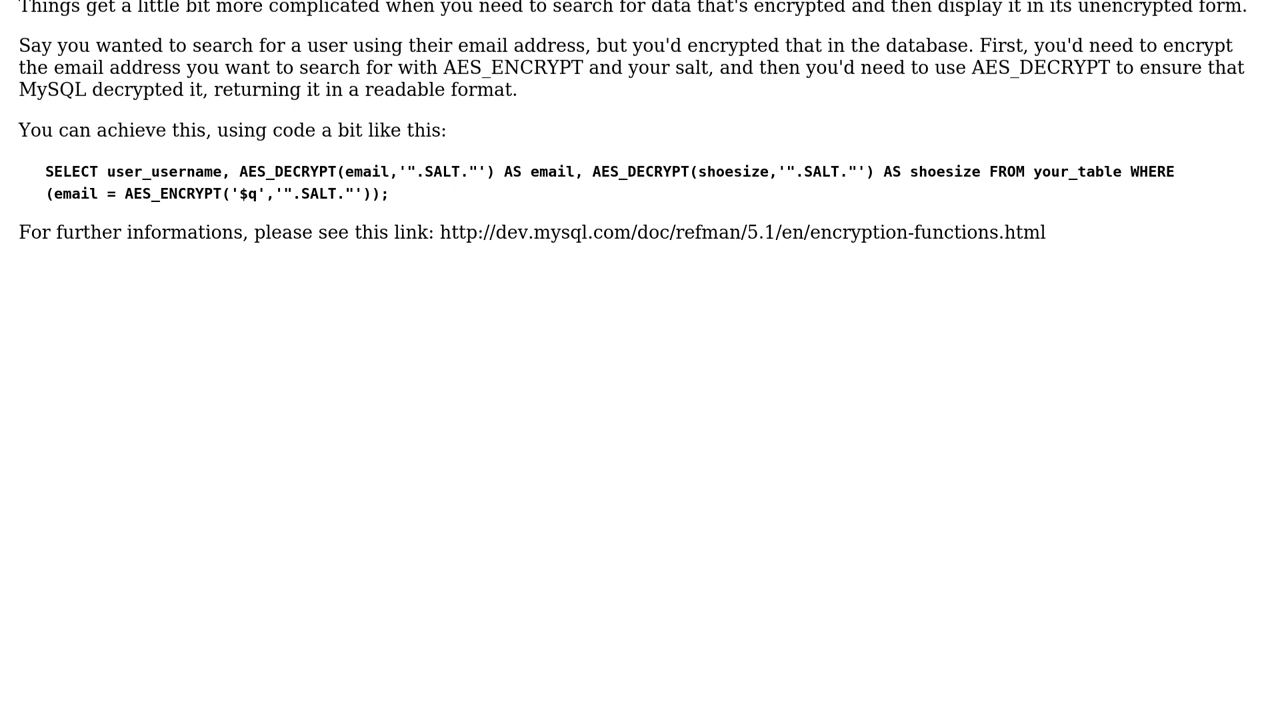 Things get a little bit more complicated when you need to search for data that's encrypted and then display it in its unencrypted form.
Say you wanted to search for a user using their email address, but you'd encrypted that in the database. First, you'd need to encrypt
the email address you want to search for with AES_ENCRYPT and your salt, and then you'd need to use AES_DECRYPT to ensure that
MySQL decrypted it, returning it in a readable format.
You can achieve this, using code a bit like this:
SELECT user_username, AES_DECRYPT(email,'".SALT."') AS email, AES_DECRYPT(shoesize,'".SALT."') AS shoesize FROM your_table WHERE
(email = AES_ENCRYPT('$q','".SALT."'));
For further informations, please see this link: http://dev.mysql.com/doc/refman/5.1/en/encryption-functions.html